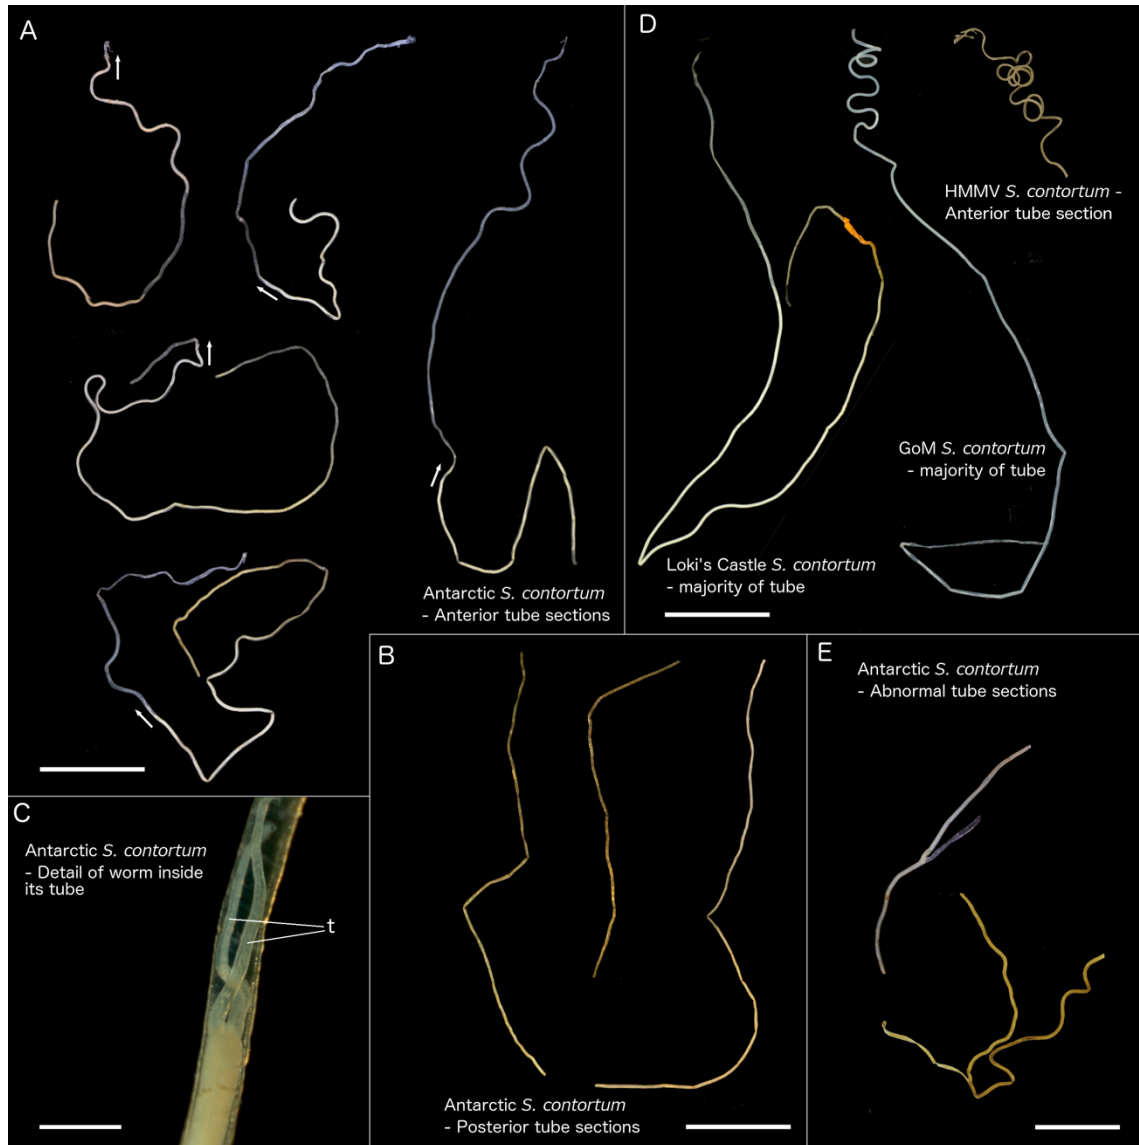 A
Antarctic S. contortum
- Anterior tube sections
D
HMMV S. contortum -
Anterior tube section
GoM S. contortum
- majority of tube
Loki's Castle S. contortum
- majority of tube
B
Antarctic S. contortum
- Posterior tube sections
E
Antarctic S. contortum
- Abnormal tube sections
C
Antarctic S. contortum
- Detail of worm inside
its tube
t